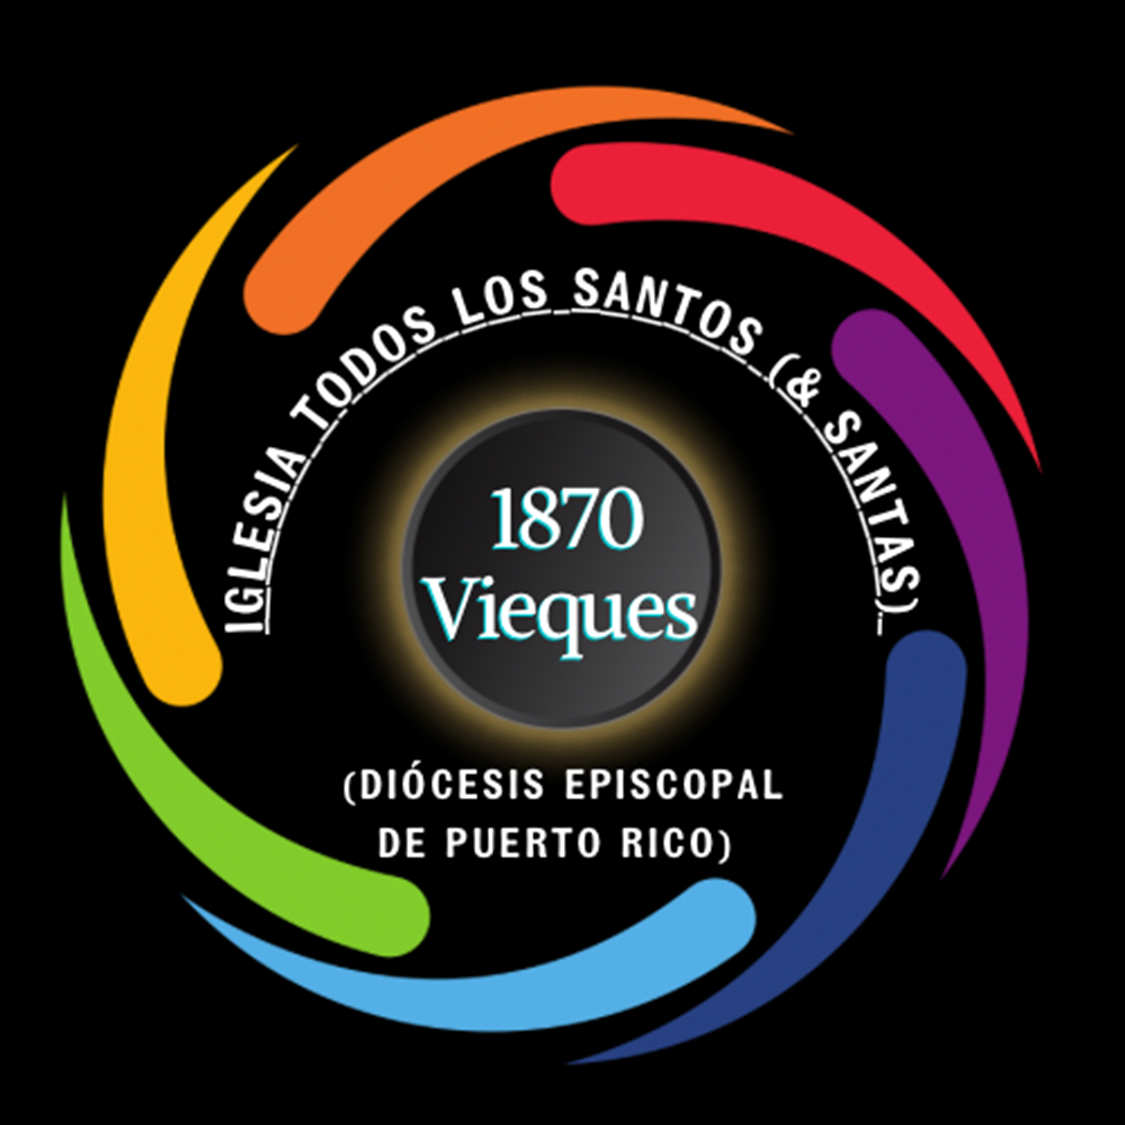 IGLESIA TODOS LOS SANTOS (& SANTAS)
1870
Vieques
(DIÓCESIS EPISCOPAL
DE PUERTO RICO)